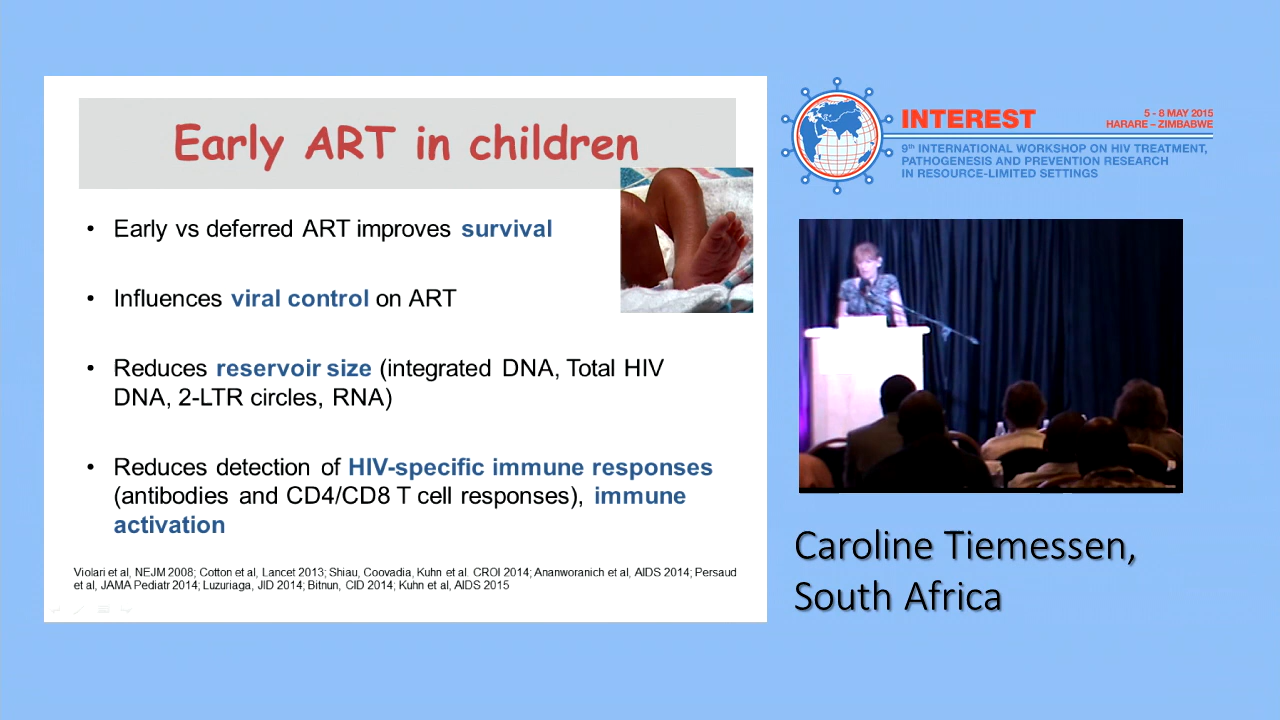 Early ART in children
• Early vs deferred ART improves survival
• Influences viral control on ART
• Reduces reservoir size (integrated DNA, Total HIV
DNA, 2-LTR circles, RNA)
• Reduces detection of HIV-specific immune responses
(antibodies and CD4/CD8 T cell responses), immune
activation
Violari et al, NEJM 2008; Cotton et al, Lancet 2013; Shiau, Coovadia, Kuhn et al. CROI 2014; Ananworanich et al, AIDS 2014; Persaud
et al, JAMA Pediatr 2014; Luzuriaga, JID 2014; Bitnun, CID 2014; Kuhn et al, AIDS 2015
INTEREST
5 - 8 MAY 2015
HARARE – ZIMBABWE
9th INTERNATIONAL WORKSHOP ON HIV TREATMENT,
PATHOGENESIS AND PREVENTION RESEARCH
IN RESOURCE-LIMITED SETTINGS
Caroline Tiemessen,
South Africa